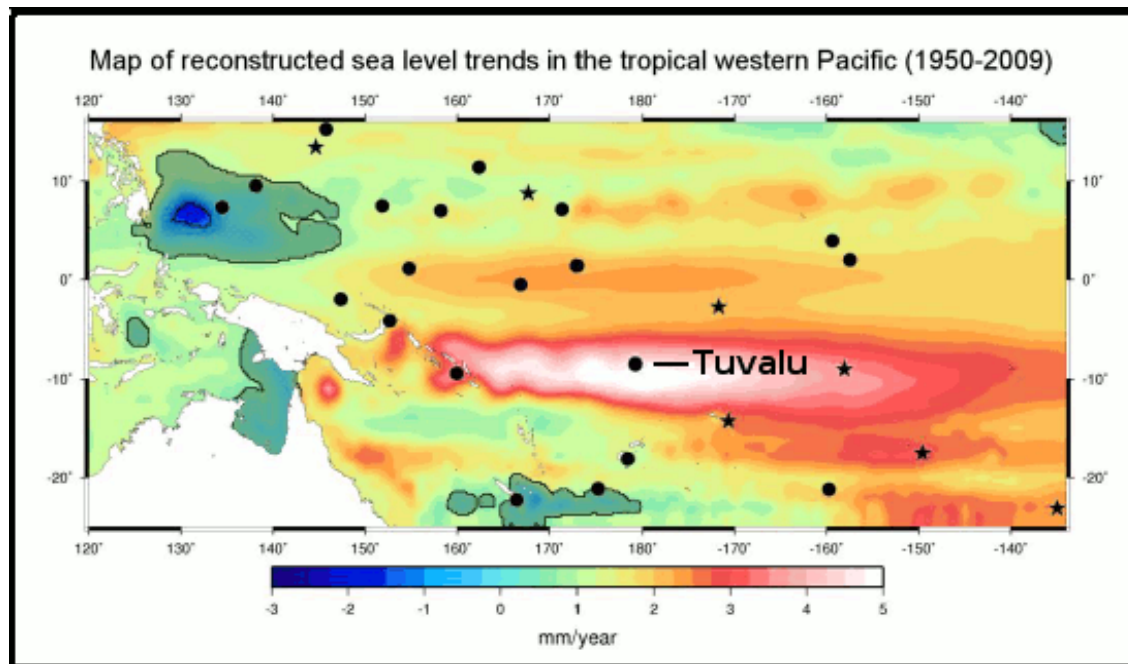 Map of reconstructed sea level trends in the tropical western Pacific (1950-2009)
120˚ 130˚ 140˚ 150˚ 160˚ 170˚ 180˚ -170˚ -160˚ -150˚ -140˚
10˚ 10˚
0˚ 0˚
Tuvalu
-10˚ -10˚
-20˚ -20˚
120˚ 130˚ 140˚ 150˚ 160˚ 170˚ 180˚ -170˚ -160˚ -150˚ -140˚
-3 -2 -1 0 1 2 3 4 5
mm/year